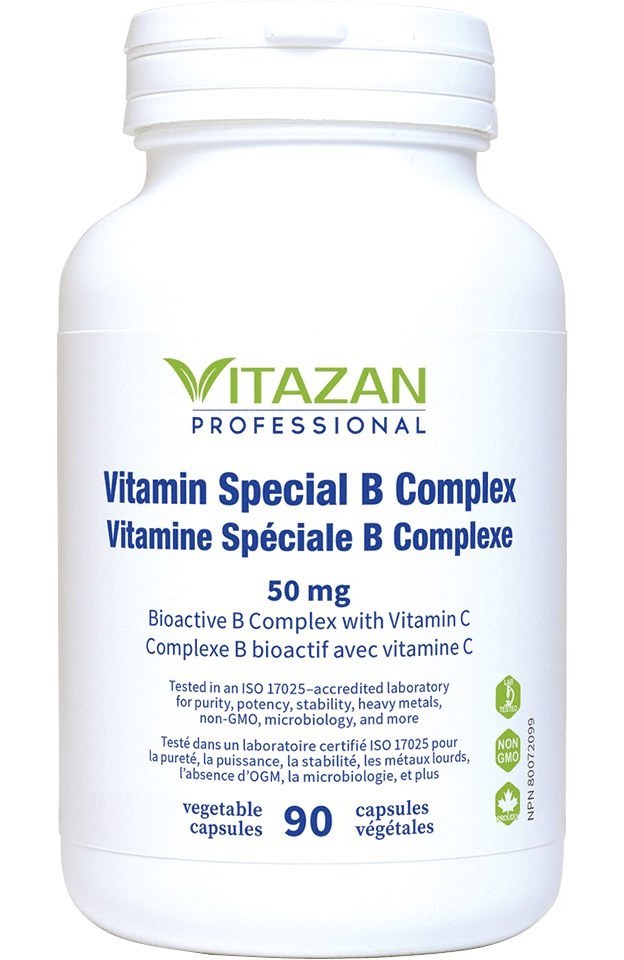 VITAZAN
PROFESSIONAL
Vitamin Special B Complex
Vitamine Spéciale B Complexe
50 mg
Bioactive B Complex with Vitamin C
Complexe B bioactif avec vitamine C
Tested in an ISO 17025–accredited laboratory
for purity, potency, stability, heavy metals,
non-GMO, microbiology, and more
Testé dans un laboratoire certifié ISO 17025 pour
la pureté, la puissance, la stabilité, les métaux lourds,
l’absence d’OGM, la microbiologie, et plus
vegetable
capsules
90
capsules
végétales
LAB
TESTED
NON
GMO
NPN 80072099